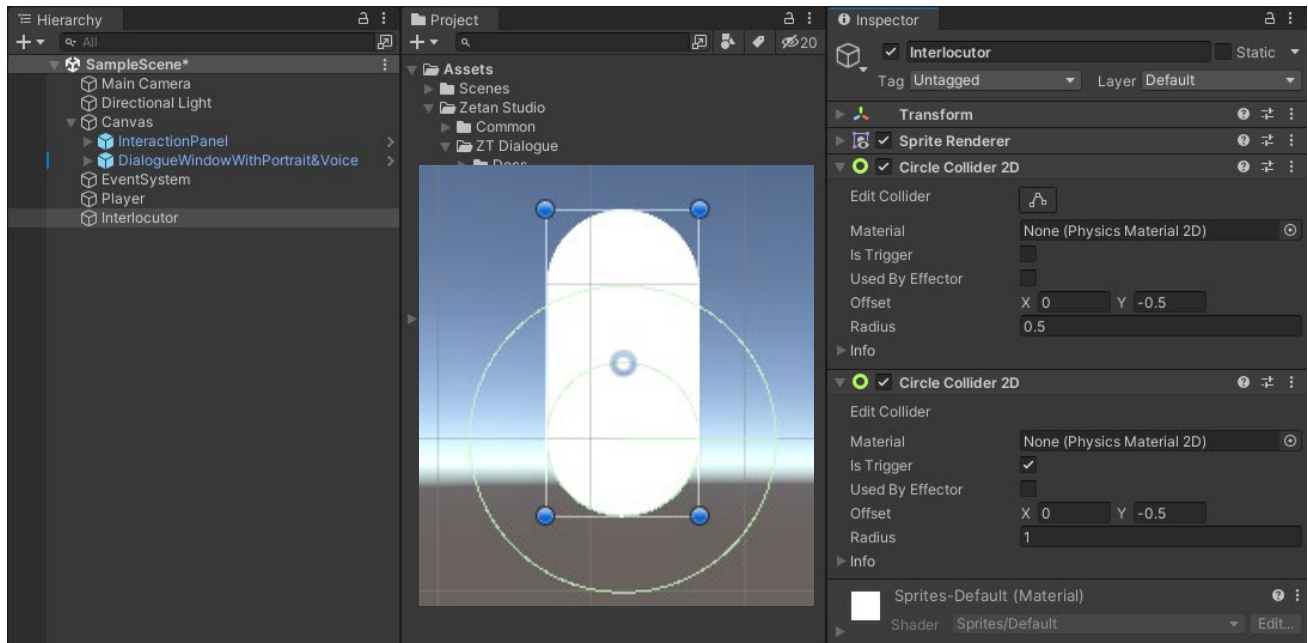 Hierarchy
All
SampleScene*
Main Camera
Directional Light
Canvas
InteractionPanel
DialogueWindowWithPortrait&Voice
EventSystem
Player
Interlocutor
Project
20
Assets
Scenes
Zetan Studio
Common
ZT Dialogue
Docs
Inspector
Interlocutor
Static
Tag Untagged Layer Default
Transform
Sprite Renderer
Circle Collider 2D
Edit Collider
Material None (Physics Material 2D)
Is Trigger
Used By Effector
Offset X 0 Y -0.5
Radius 0.5
Info
Circle Collider 2D
Edit Collider
Material None (Physics Material 2D)
Is Trigger
Used By Effector
Offset X 0 Y -0.5
Radius 1
Info
Sprites-Default (Material)
Shader Sprites/Default Edit...